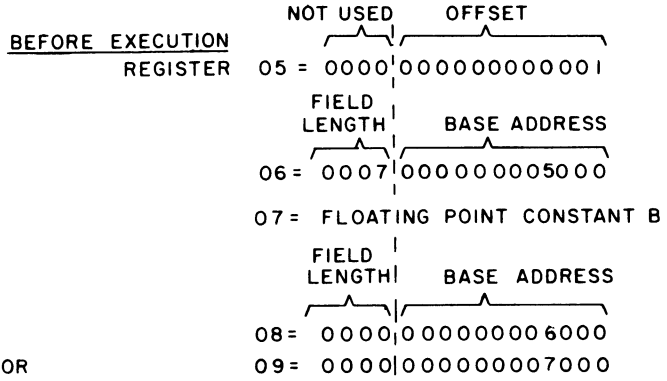 NOT USED OFFSET
BEFORE EXECUTION
REGISTER 05 = 0000 000000000001
FIELD
LENGTH BASE ADDRESS
06 = 0007 000000005000
07 = FLOATING POINT CONSTANT B
FIELD
LENGTH BASE ADDRESS
08 = 0000 000000006000
OR 09 = 0000 000000007000